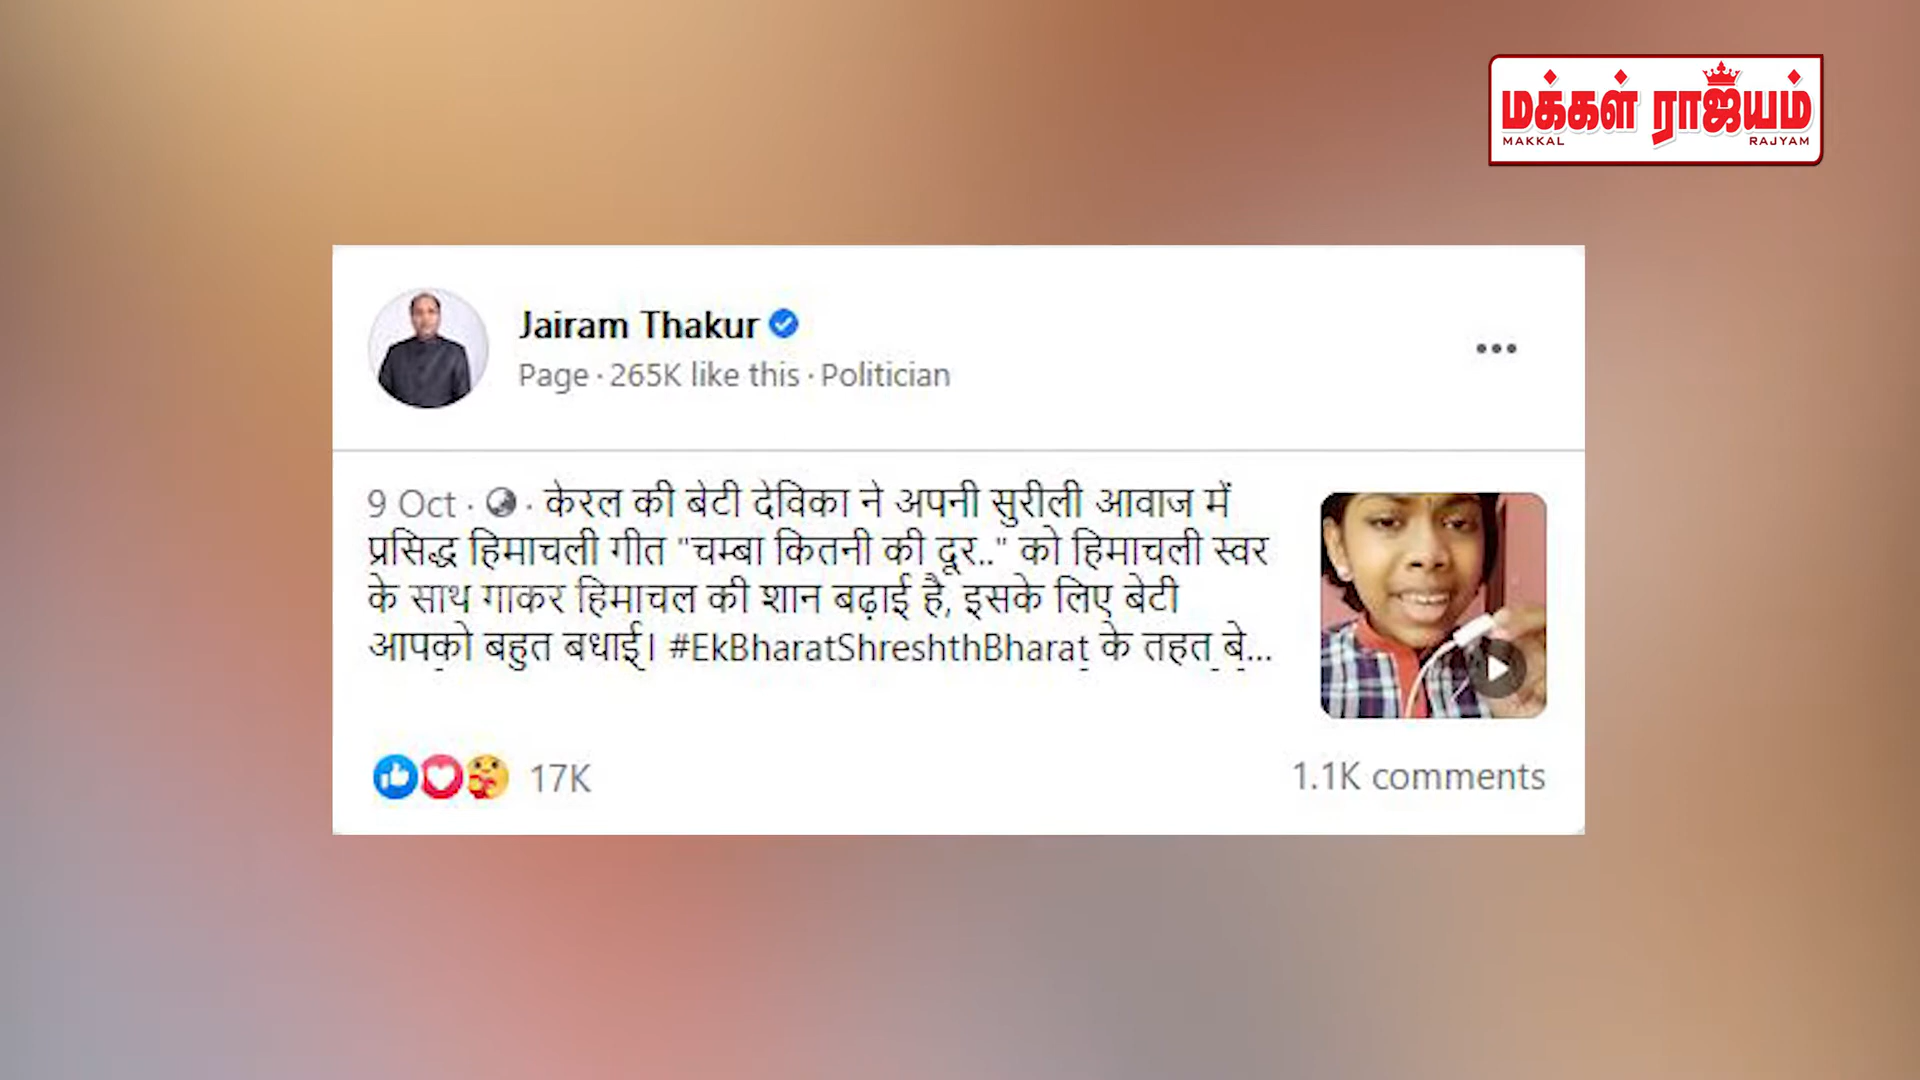 மக்கள் ராஜ்யம்
MAKKAL RAJYAM
Jairam Thakur
Page · 265K like this · Politician
9 Oct · · केरल की बेटी देविका ने अपनी सुरीली आवाज में
प्रसिद्ध हिमाचली गीत "चम्बा कितनी की दूर.." को हिमाचली स्वर
के साथ गाकर हिमाचल की शान बढ़ाई है, इसके लिए बेटी
आपको बहुत बधाई। #EkBharatShreshthBharat के तहत बे...
17K
1.1K comments